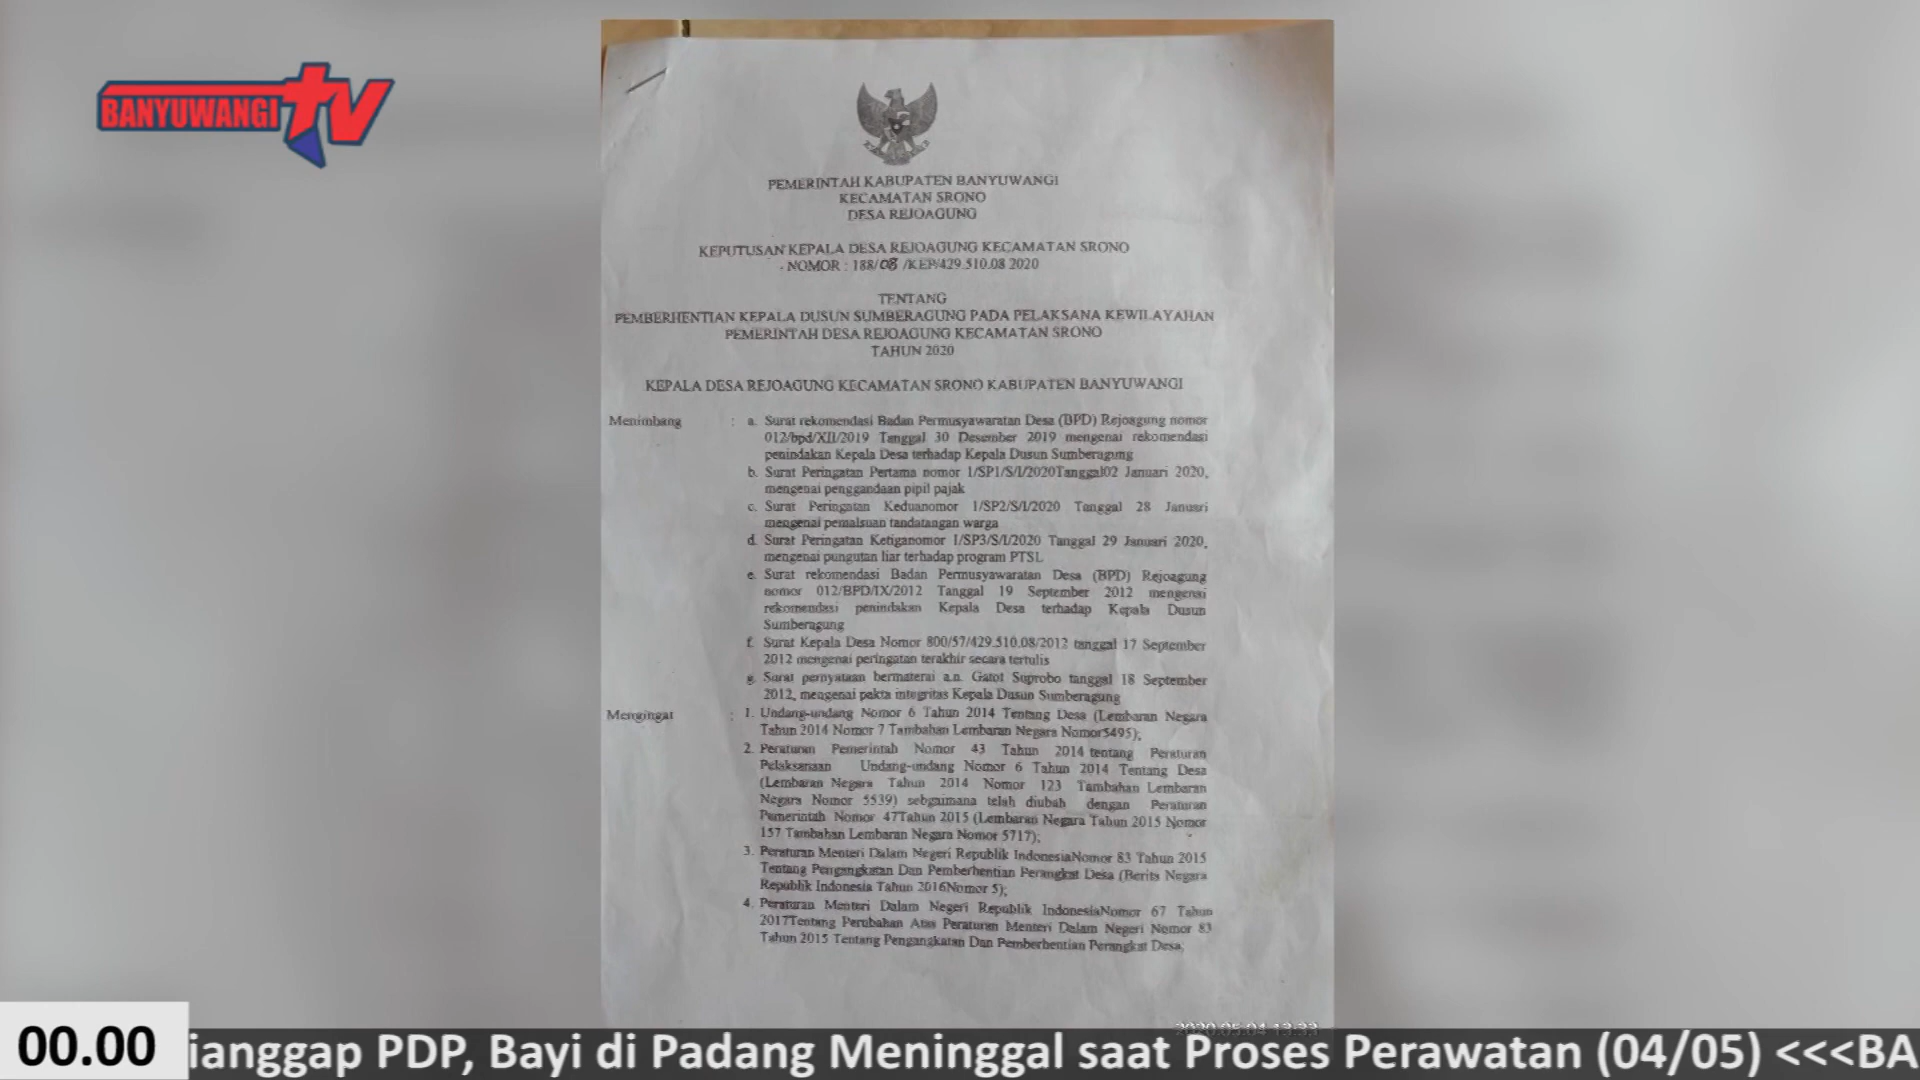 BANYUWANGI TV
PEMERINTAH KABUPATEN BANYUWANGI
KECAMATAN SRONO
DESA REJOAGUNG
KEPUTUSAN KEPALA DESA REJOAGUNG KECAMATAN SRONO
NOMOR : 188/08 /KEP/429.510.08 2020
TENTANG
PEMBERHENTIAN KEPALA DUSUN SUMBERAGUNG PADA PELAKSANA KEWILAYAHAN
PEMERINTAH DESA REJOAGUNG KECAMATAN SRONO
TAHUN 2020
KEPALA DESA REJOAGUNG KECAMATAN SRONO KABUPATEN BANYUWANGI
Menimbang : a. Surat rekomendasi Badan Permusyawaratan Desa (BPD) Rejoagung nomor
012/bpd/XII/2019 Tanggal 30 Desember 2019 mengenai rekomendasi
penindakan Kepala Desa terhadap Kepala Dusun Sumberagung
b. Surat Peringatan Pertama nomor 1/SP1/S/I/2020Tanggal02 Januari 2020,
mengenai penggandaan pipil pajak
c. Surat Peringatan Keduanomor 1/SP2/S/I/2020 Tanggal 28 Januari
mengenai pemalsuan tandatangan warga
d. Surat Peringatan Ketiganomor 1/SP3/S/I/2020 Tanggal 29 Januari 2020,
mengenai pungutan liar terhadap program PTSL
e. Surat rekomendasi Badan Permusyawaratan Desa (BPD) Rejoagung
nomor 012/BPD/IX/2012 Tanggal 19 September 2012 mengenai
rekomendasi penindakan Kepala Desa terhadap Kepala Dusun
Sumberagung
f. Surat Kepala Desa Nomor 800/57/429.510.08/2012 tanggal 17 September
2012 mengenai peringatan terakhir secara tertulis
g. Surat pernyataan bermaterai a.n. Gatot Suprobo tanggal 18 September
2012, mengenai pakta integritas Kepala Dusun Sumberagung
Mengingat : 1. Undang-undang Nomor 6 Tahun 2014 Tentang Desa (Lembaran Negara
Tahun 2014 Nomor 7 Tambahan Lembaran Negara Nomor5495);
2. Peraturan Pemerintah Nomor 43 Tahun 2014 tentang Peraturan
Pelaksanaan Undang-undang Nomor 6 Tahun 2014 Tentang Desa
(Lembaran Negara Tahun 2014 Nomor 123 Tambahan Lembaran
Negara Nomor 5539) sebgaimana telah diubah dengan Peraturan
Pemerintah Nomor 47Tahun 2015 (Lembaran Negara Tahun 2015 Nomor
157 Tambahan Lembaran Negara Nomor 5717);
3. Peraturan Menteri Dalam Negeri Republik IndonesiaNomor 83 Tahun 2015
Tentang Pengangkatan Dan Pemberhentian Perangkat Desa (Berita Negara
Republik Indonesia Tahun 2016Nomor 5);
4. Peraturan Menteri Dalam Negeri Republik IndonesiaNomor 67 Tahun
2017Tentang Perubahan Atas Peraturan Menteri Dalam Negeri Nomor 83
Tahun 2015 Tentang Pengangkatan Dan Pemberhentian Perangkat Desa;
2020.05.04 13:33
00.00 ianggap PDP, Bayi di Padang Meninggal saat Proses Perawatan (04/05) <<<BA